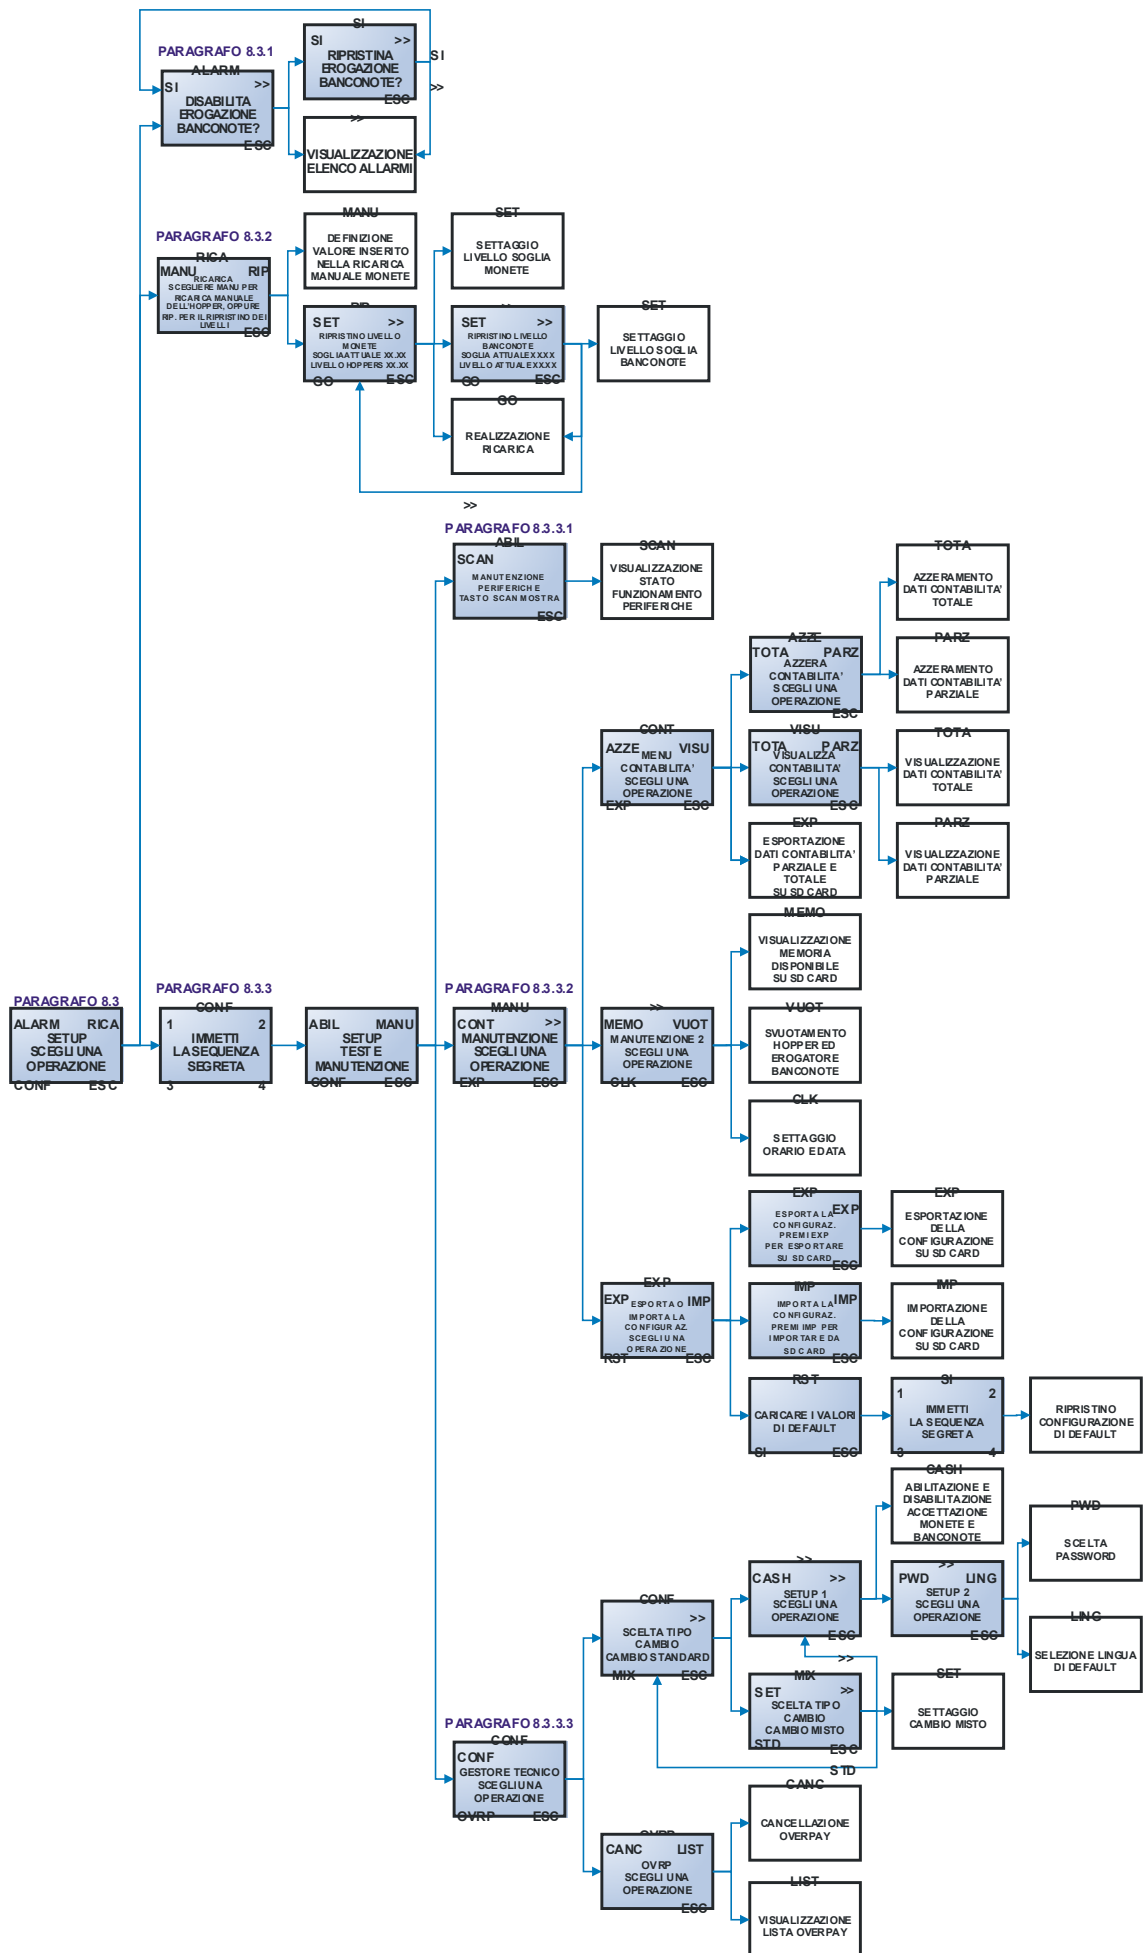 SI
PARAGRAFO 8.3.1
SI >>
RIPRISTINA
EROGAZIONE
BANCONOTE?
ESC
SI
>>
ALARM
SI >>
DISABILITA
EROGAZIONE
BANCONOTE?
ESC
>>
VISUALIZZAZIONE
ELENCO ALLARMI
PARAGRAFO 8.3.2
MANU
DEFINIZIONE
VALORE INSERITO
NELLA RICARICA
MANUALE MONETE
SET
SETTAGGIO
LIVELLO SOGLIA
MONETE
RICA
MANU RIP
RICARICA
SCEGLIERE MANU PER
RICARICA MANUALE
DELL'HOPPER, OPPURE
RIP. PER IL RIPRISTINO DEI
LIVELLI
ESC
SET >>
RIPRISTINO LIVELLO
MONETE
SOGLIA ATTUALE XX.XX
LIVELLO HOPPERS XX.XX
GO ESC
SET >>
RIPRISTINO LIVELLO
BANCONOTE
SOGLIA ATTUALE XXXX
LIVELLO ATTUALE XXXX
GO ESC
SET
SETTAGGIO
LIVELLO SOGLIA
BANCONOTE
GO
REALIZZAZIONE
RICARICA
>>
PARAGRAFO 8.3.3.1
ABIL
SCAN
MANUTENZIONE
PERIFERICHE
TASTO SCAN MOSTRA
ESC
SCAN
VISUALIZZAZIONE
STATO
FUNZIONAMENTO
PERIFERICHE
TOTA
AZZERAMENTO
DATI CONTABILITA'
TOTALE
AZZE
TOTA PARZ
AZZERA
CONTABILITA'
SCEGLI UNA
OPERAZIONE
ESC
PARZ
AZZERAMENTO
DATI CONTABILITA'
PARZIALE
CONT
AZZE VISU
MENU
CONTABILITA'
SCEGLI UNA
OPERAZIONE
EXP ESC
VISU
TOTA PARZ
VISUALIZZA
CONTABILITA'
SCEGLI UNA
OPERAZIONE
ESC
TOTA
VISUALIZZAZIONE
DATI CONTABILITA'
TOTALE
EXP
ESPORTAZIONE
DATI CONTABILITA'
PARZIALE E
TOTALE
SU SD CARD
PARZ
VISUALIZZAZIONE
DATI CONTABILITA'
PARZIALE
MEMO
VISUALIZZAZIONE
MEMORIA
DISPONIBILE
SU SD CARD
PARAGRAFO 8.3
ALARM RICA
SETUP
SCEGLI UNA
OPERAZIONE
CONF ESC
PARAGRAFO 8.3.3
CONF
1 2
IMMETTI
LA SEQUENZA
SEGRETA
3 4
ABIL MANU
SETUP
TEST E
MANUTENZIONE
CONF ESC
PARAGRAFO 8.3.3.2
MANU
CONT >>
MANUTENZIONE
SCEGLI UNA
OPERAZIONE
EXP ESC
>>
MEMO VUOT
MANUTENZIONE 2
SCEGLI UNA
OPERAZIONE
CLK ESC
VUOT
SVUOTAMENTO
HOPPER ED
EROGATORE
BANCONOTE
CLK
SETTAGGIO
ORARIO E DATA
EXP
EXP
ESPORTA LA
CONFIGURAZ.
PREMI EXP
PER ESPORTARE
SU SD CARD
ESC
EXP
ESPORTAZIONE
DELLA
CONFIGURAZIONE
SU SD CARD
EXP
EXP IMP
ESPORTA O
IMPORTA LA
CONFIGURAZ.
SCEGLI UNA
OPERAZIONE
RST ESC
IMP
IMP
IMPORTA LA
CONFIGURAZ.
PREMI IMP PER
IMPORTARE DA
SD CARD
ESC
IMP
IMPORTAZIONE
DELLA
CONFIGURAZIONE
SU SD CARD
RST
CARICARE I VALORI
DI DEFAULT
SI ESC
SI
1 2
IMMETTI
LA SEQUENZA
SEGRETA
3 4
RIPRISTINO
CONFIGURAZIONE
DI DEFAULT
CASH
ABILITAZIONE E
DISABILITAZIONE
ACCETTAZIONE
MONETE E
BANCONOTE
PWD
SCELTA
PASSWORD
>>
CASH >>
SETUP 1
SCEGLI UNA
OPERAZIONE
ESC
>>
PWD LING
SETUP 2
SCEGLI UNA
OPERAZIONE
ESC
CONF
>>
SCELTA TIPO
CAMBIO
CAMBIO STANDARD
MIX ESC
LING
SELEZIONE LINGUA
DI DEFAULT
>>
MIX
SET >>
SCELTA TIPO
CAMBIO
CAMBIO MISTO
STD ESC
SET
SETTAGGIO
CAMBIO MISTO
STD
PARAGRAFO 8.3.3.3
CONF
CONF
GESTORE TECNICO
SCEGLI UNA
OPERAZIONE
OVRP ESC
CANC
CANCELLAZIONE
OVERPAY
OVRP
CANC LIST
OVRP
SCEGLI UNA
OPERAZIONE
ESC
LIST
VISUALIZZAZIONE
LISTA OVERPAY